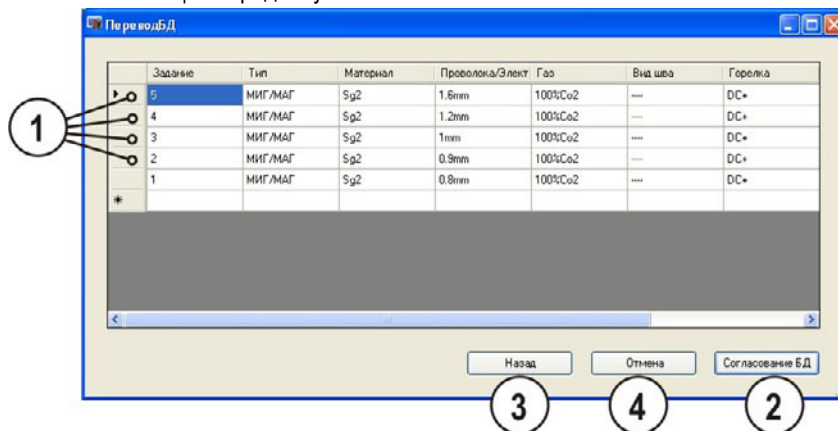 ПереводБД
Задание Тип Материал Проволока/Элект Газ Вид шва Горелка
5 МИГ/МАГ Sg2 1.6mm 100%Co2 ---- DC+
4 МИГ/МАГ Sg2 1.2mm 100%Co2 ---- DC+
3 МИГ/МАГ Sg2 1mm 100%Co2 ---- DC+
2 МИГ/МАГ Sg2 0.9mm 100%Co2 ---- DC+
1 МИГ/МАГ Sg2 0.8mm 100%Co2 ---- DC+
*
1
Назад Отмена Согласование БД
3 4 2